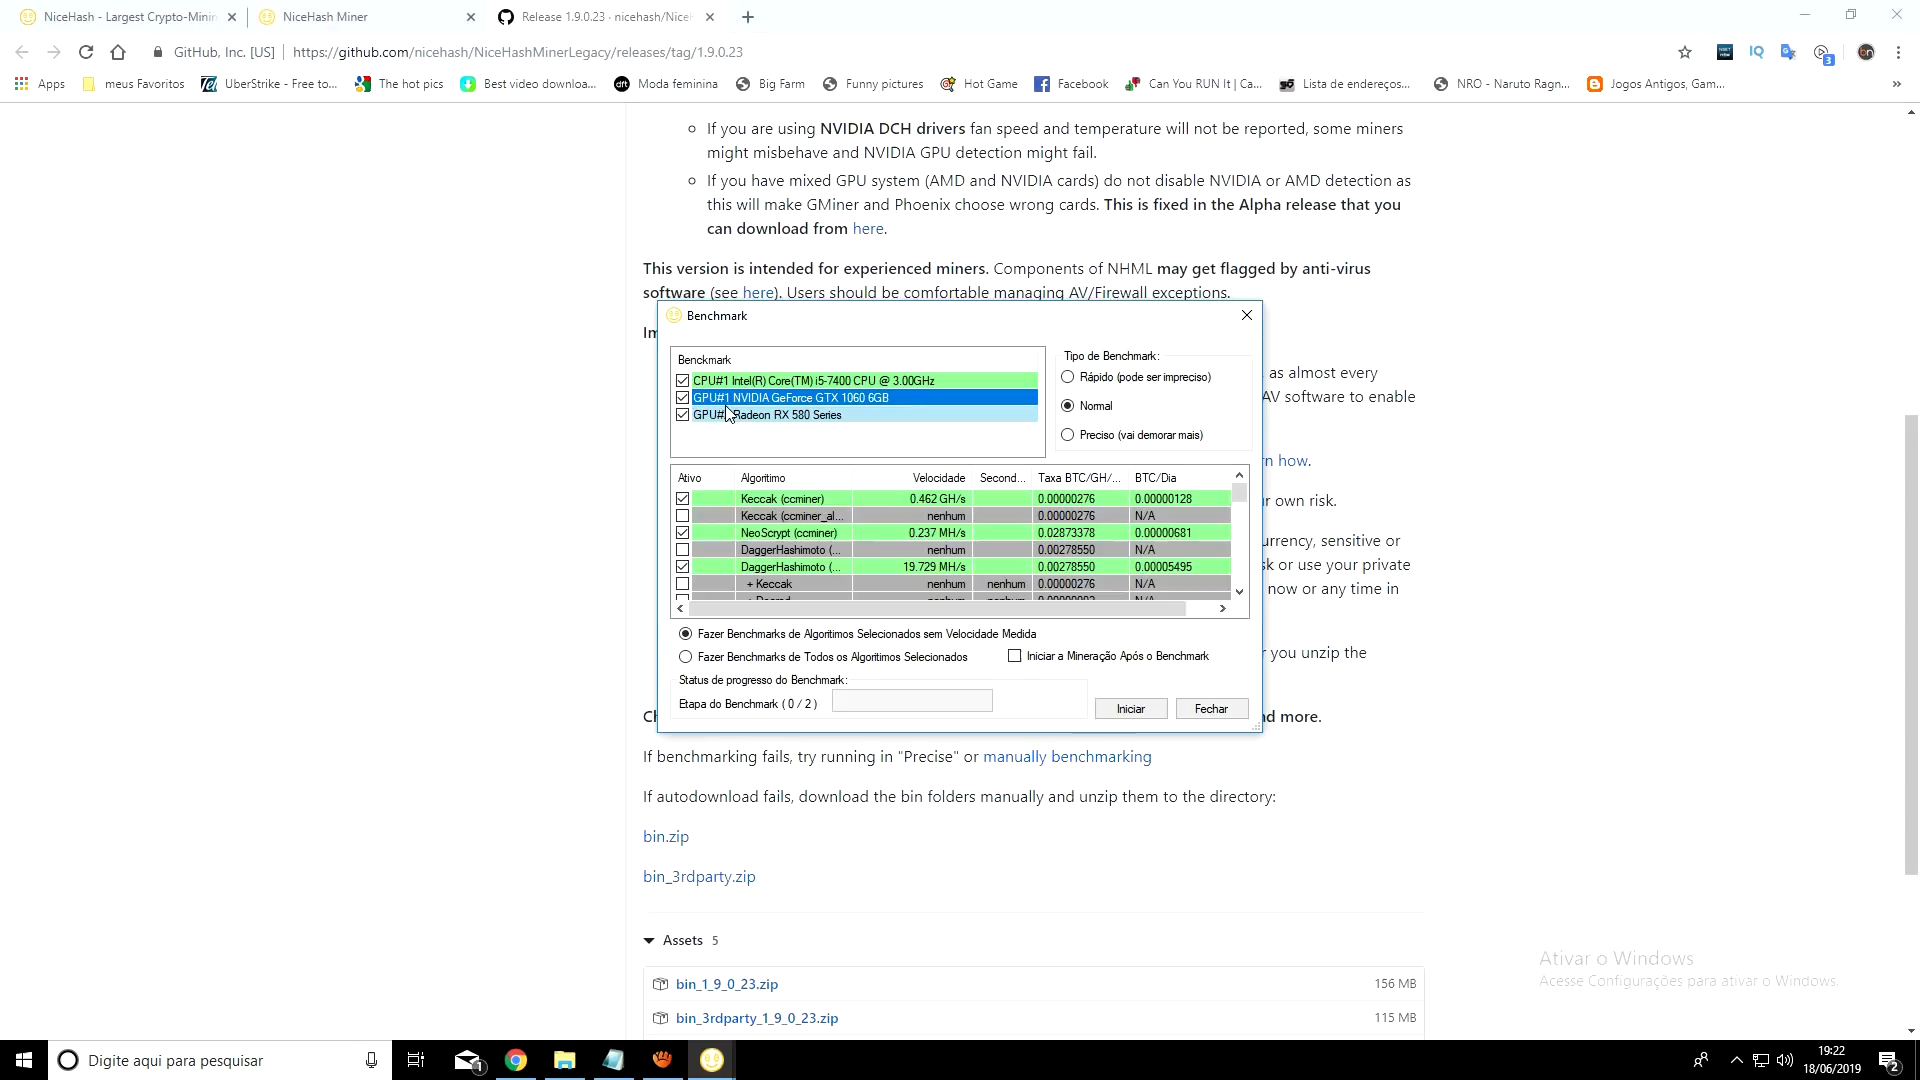 NiceHash - Largest Crypto-Minin
NiceHash Miner
Release 1.9.0.23 · nicehash/NiceH
GitHub, Inc. [US]
https://github.com/nicehash/NiceHashMinerLegacy/releases/tag/1.9.0.23
IQ
3
Apps
meus Favoritos
UberStrike - Free to...
The hot pics
Best video downloa...
Moda feminina
Big Farm
Funny pictures
Hot Game
Facebook
Can You RUN It | Ca...
Lista de endereços...
NRO - Naruto Ragn...
Jogos Antigos, Gam...
»
If you are using NVIDIA DCH drivers fan speed and temperature will not be reported, some miners
might misbehave and NVIDIA GPU detection might fail.
If you have mixed GPU system (AMD and NVIDIA cards) do not disable NVIDIA or AMD detection as
this will make GMiner and Phoenix choose wrong cards. This is fixed in the Alpha release that you
can download from here.
This version is intended for experienced miners. Components of NHML may get flagged by anti-virus
software (see here). Users should be comfortable managing AV/Firewall exceptions.
Im
as almost every
AV software to enable
rn how.
ur own risk.
urrency, sensitive or
sk or use your private
now or any time in
r you unzip the
Ch
nd more.
Benchmark
Benckmark
CPU#1 Intel(R) Core(TM) i5-7400 CPU @ 3.00GHz
GPU#1 NVIDIA GeForce GTX 1060 6GB
GPU# Radeon RX 580 Series
Tipo de Benchmark:
Rápido (pode ser impreciso)
Normal
Preciso (vai demorar mais)
Ativo Algoritimo Velocidade Second... Taxa BTC/GH/... BTC/Dia
Keccak (ccminer) 0.462 GH/s 0.00000276 0.00000128
Keccak (ccminer_al... nenhum 0.00000276 N/A
NeoScrypt (ccminer) 0.237 MH/s 0.02873378 0.00000681
DaggerHashimoto (... nenhum 0.00278550 N/A
DaggerHashimoto (... 19.729 MH/s 0.00278550 0.00005495
+ Keccak nenhum nenhum 0.00000276 N/A
Fazer Benchmarks de Algoritimos Selecionados sem Velocidade Medida
Fazer Benchmarks de Todos os Algoritimos Selecionados
Iniciar a Mineração Após o Benchmark
Status de progresso do Benchmark:
Etapa do Benchmark ( 0 / 2 )
Iniciar
Fechar
If benchmarking fails, try running in "Precise" or manually benchmarking
If autodownload fails, download the bin folders manually and unzip them to the directory:
bin.zip
bin_3rdparty.zip
Assets 5
bin_1_9_0_23.zip 156 MB
bin_3rdparty_1_9_0_23.zip 115 MB
Ativar o Windows
Acesse Configurações para ativar o Windows.
Digite aqui para pesquisar
1
19:22
18/06/2019
2